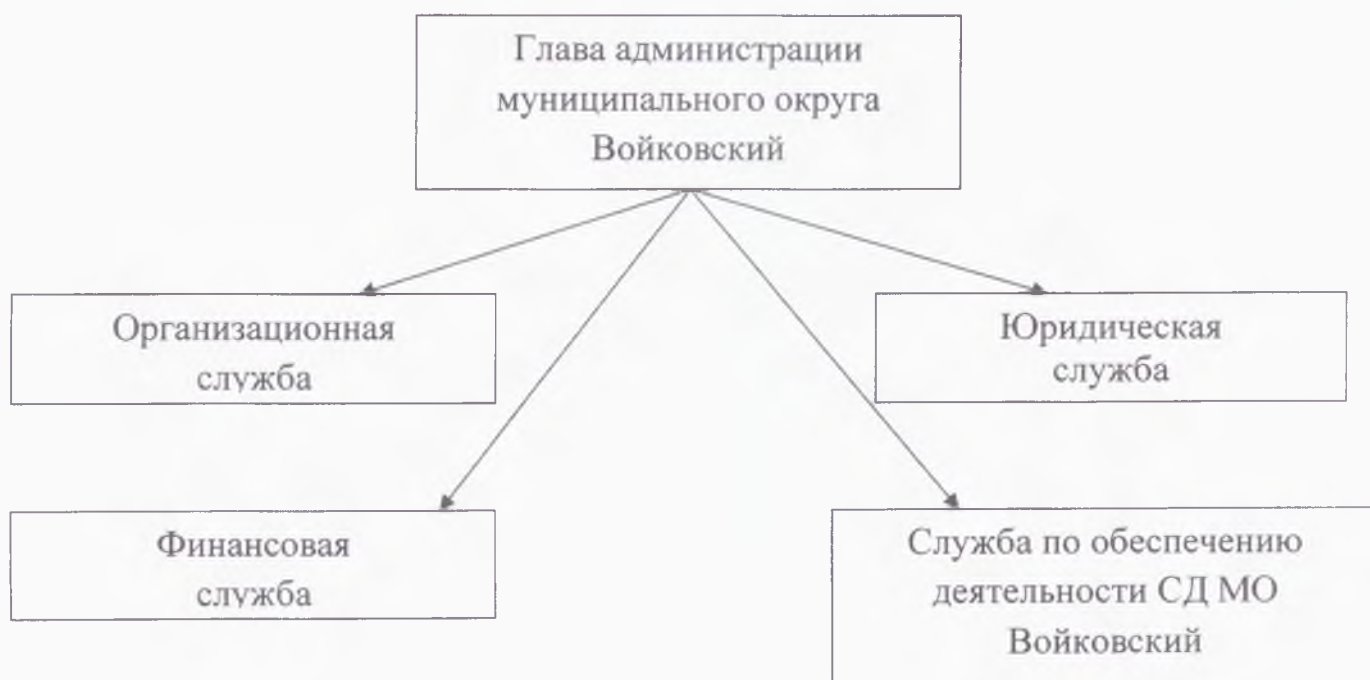 Глава администрации
муниципального округа
Войковский
Организационная
служба
Юридическая
служба
Финансовая
служба
Служба по обеспечению
деятельности СД МО
Войковский